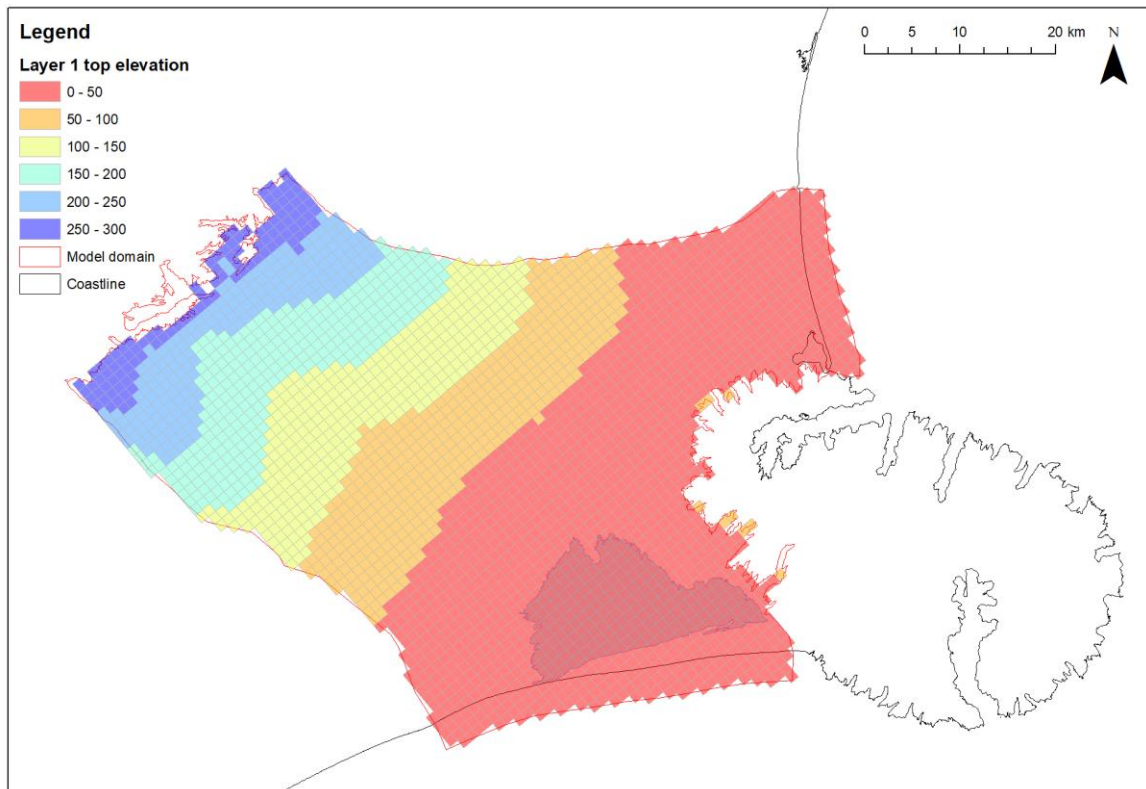 Legend
Layer 1 top elevation
0 - 50
50 - 100
100 - 150
150 - 200
200 - 250
250 - 300
Model domain
Coastline
0 5 10 20 km
N